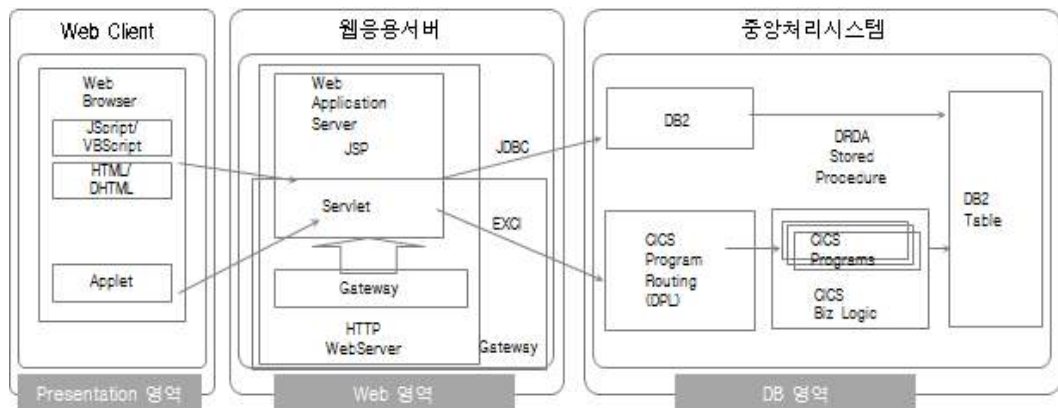 Web Client
Web
Browser
JScript/
VBScript
HTML/
DHTML
Applet
Presentation 영역
웹응용서버
Web
Application
Server
JSP
Servlet
Gateway
HTTP
WebServer
Gateway
Web 영역
JDBC
EXCI
중앙처리시스템
DB2
DRDA
Stored
Procedure
CICS
Program
Routing
(DPL)
CICS
Programs
CICS
Biz Logic
DB2
Table
DB 영역